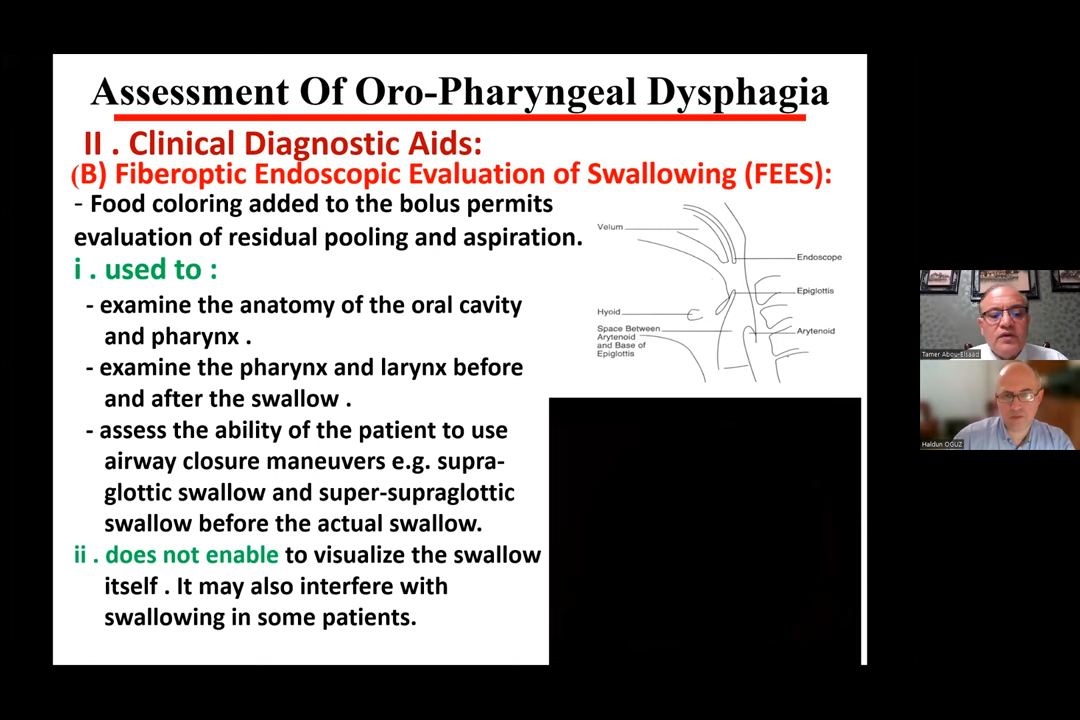 Assessment Of Oro-Pharyngeal Dysphagia
II . Clinical Diagnostic Aids:
(B) Fiberoptic Endoscopic Evaluation of Swallowing (FEES):
- Food coloring added to the bolus permits
evaluation of residual pooling and aspiration.
i . used to :
- examine the anatomy of the oral cavity
and pharynx .
- examine the pharynx and larynx before
and after the swallow .
- assess the ability of the patient to use
airway closure maneuvers e.g. supra-
glottic swallow and super-supraglottic
swallow before the actual swallow.
ii . does not enable to visualize the swallow
itself . It may also interfere with
swallowing in some patients.
Velum
Endoscope
Epiglottis
Hyoid
Space Between
Arytenoid
and Base of
Epiglottis
Arytenoid
Tamer Abou-Elsaad
Haldun OGUZ